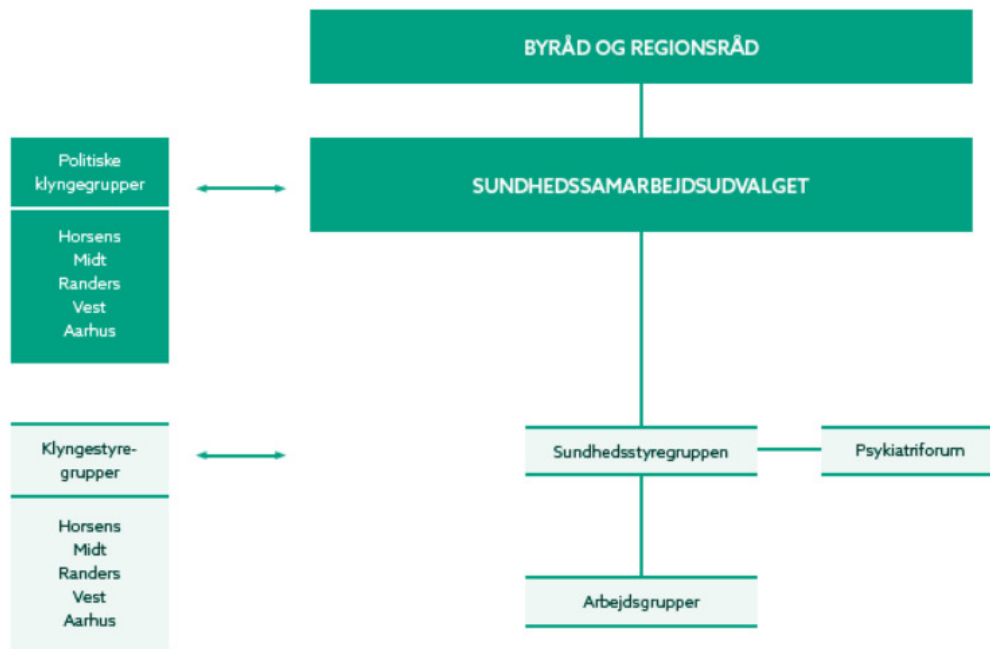 BYRÅD OG REGIONSRÅD
Politiske
klyngegrupper
SUNDHEDSSAMARBEJDSUDVALGET
Horsens
Midt
Randers
Vest
Aarhus
Klyngestyre-
grupper
Sundhedsstyregruppen
Psykiatriforum
Horsens
Midt
Randers
Vest
Aarhus
Arbejdsgrupper